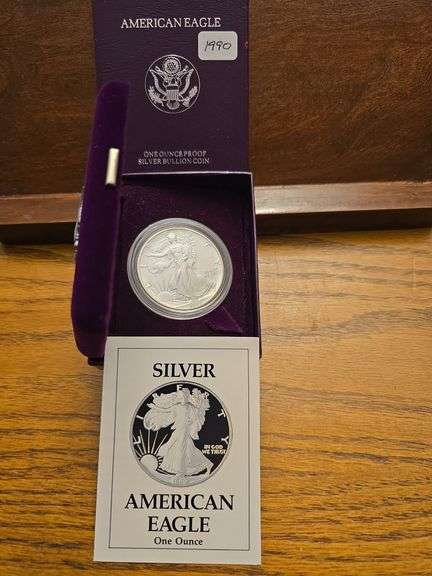 AMERICAN EAGLE
1990
ONE OUNCE PROOF
SILVER BULLION COIN
SILVER
LIBERTY
IN GOD
WE TRUST
AMERICAN
EAGLE
One Ounce